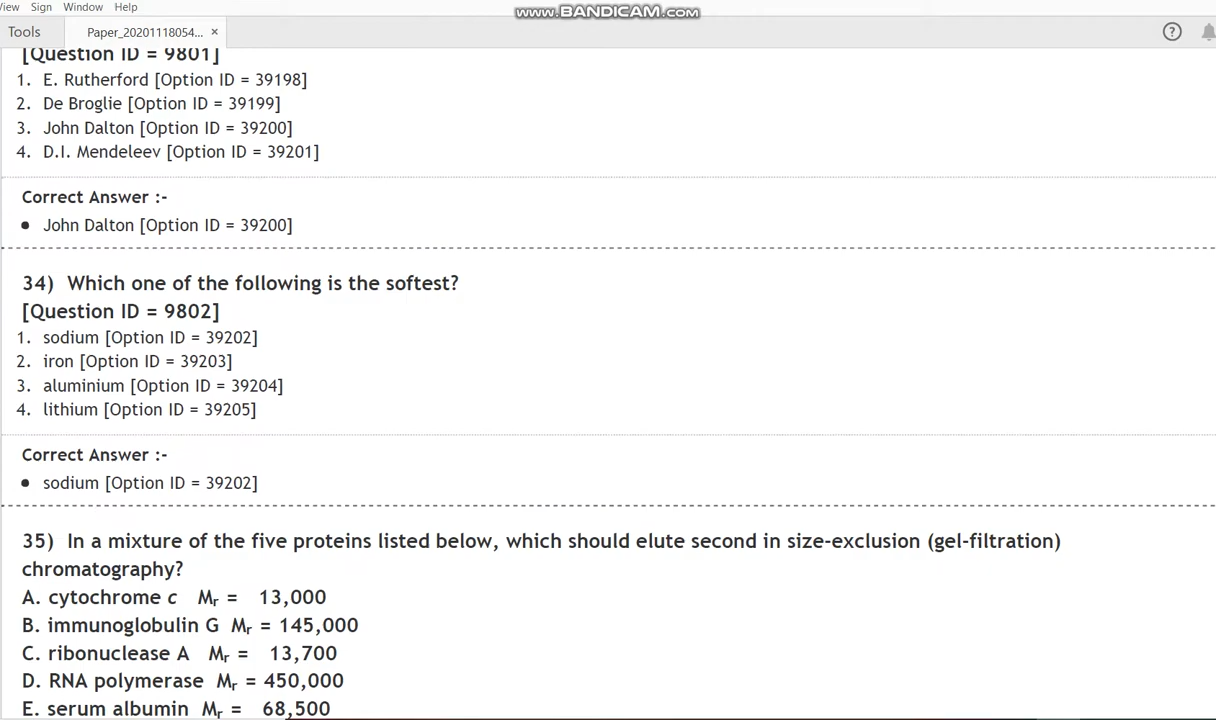 View Sign Window Help
www.BANDICAM.com
Tools Paper_20201118054... ×
?
[Question ID = 9801]
1. E. Rutherford [Option ID = 39198]
2. De Broglie [Option ID = 39199]
3. John Dalton [Option ID = 39200]
4. D.I. Mendeleev [Option ID = 39201]
Correct Answer :-
• John Dalton [Option ID = 39200]
34) Which one of the following is the softest?
[Question ID = 9802]
1. sodium [Option ID = 39202]
2. iron [Option ID = 39203]
3. aluminium [Option ID = 39204]
4. lithium [Option ID = 39205]
Correct Answer :-
• sodium [Option ID = 39202]
35) In a mixture of the five proteins listed below, which should elute second in size-exclusion (gel-filtration)
chromatography?
A. cytochrome c Mr = 13,000
B. immunoglobulin G Mr = 145,000
C. ribonuclease A Mr = 13,700
D. RNA polymerase Mr = 450,000
E. serum albumin Mr = 68,500